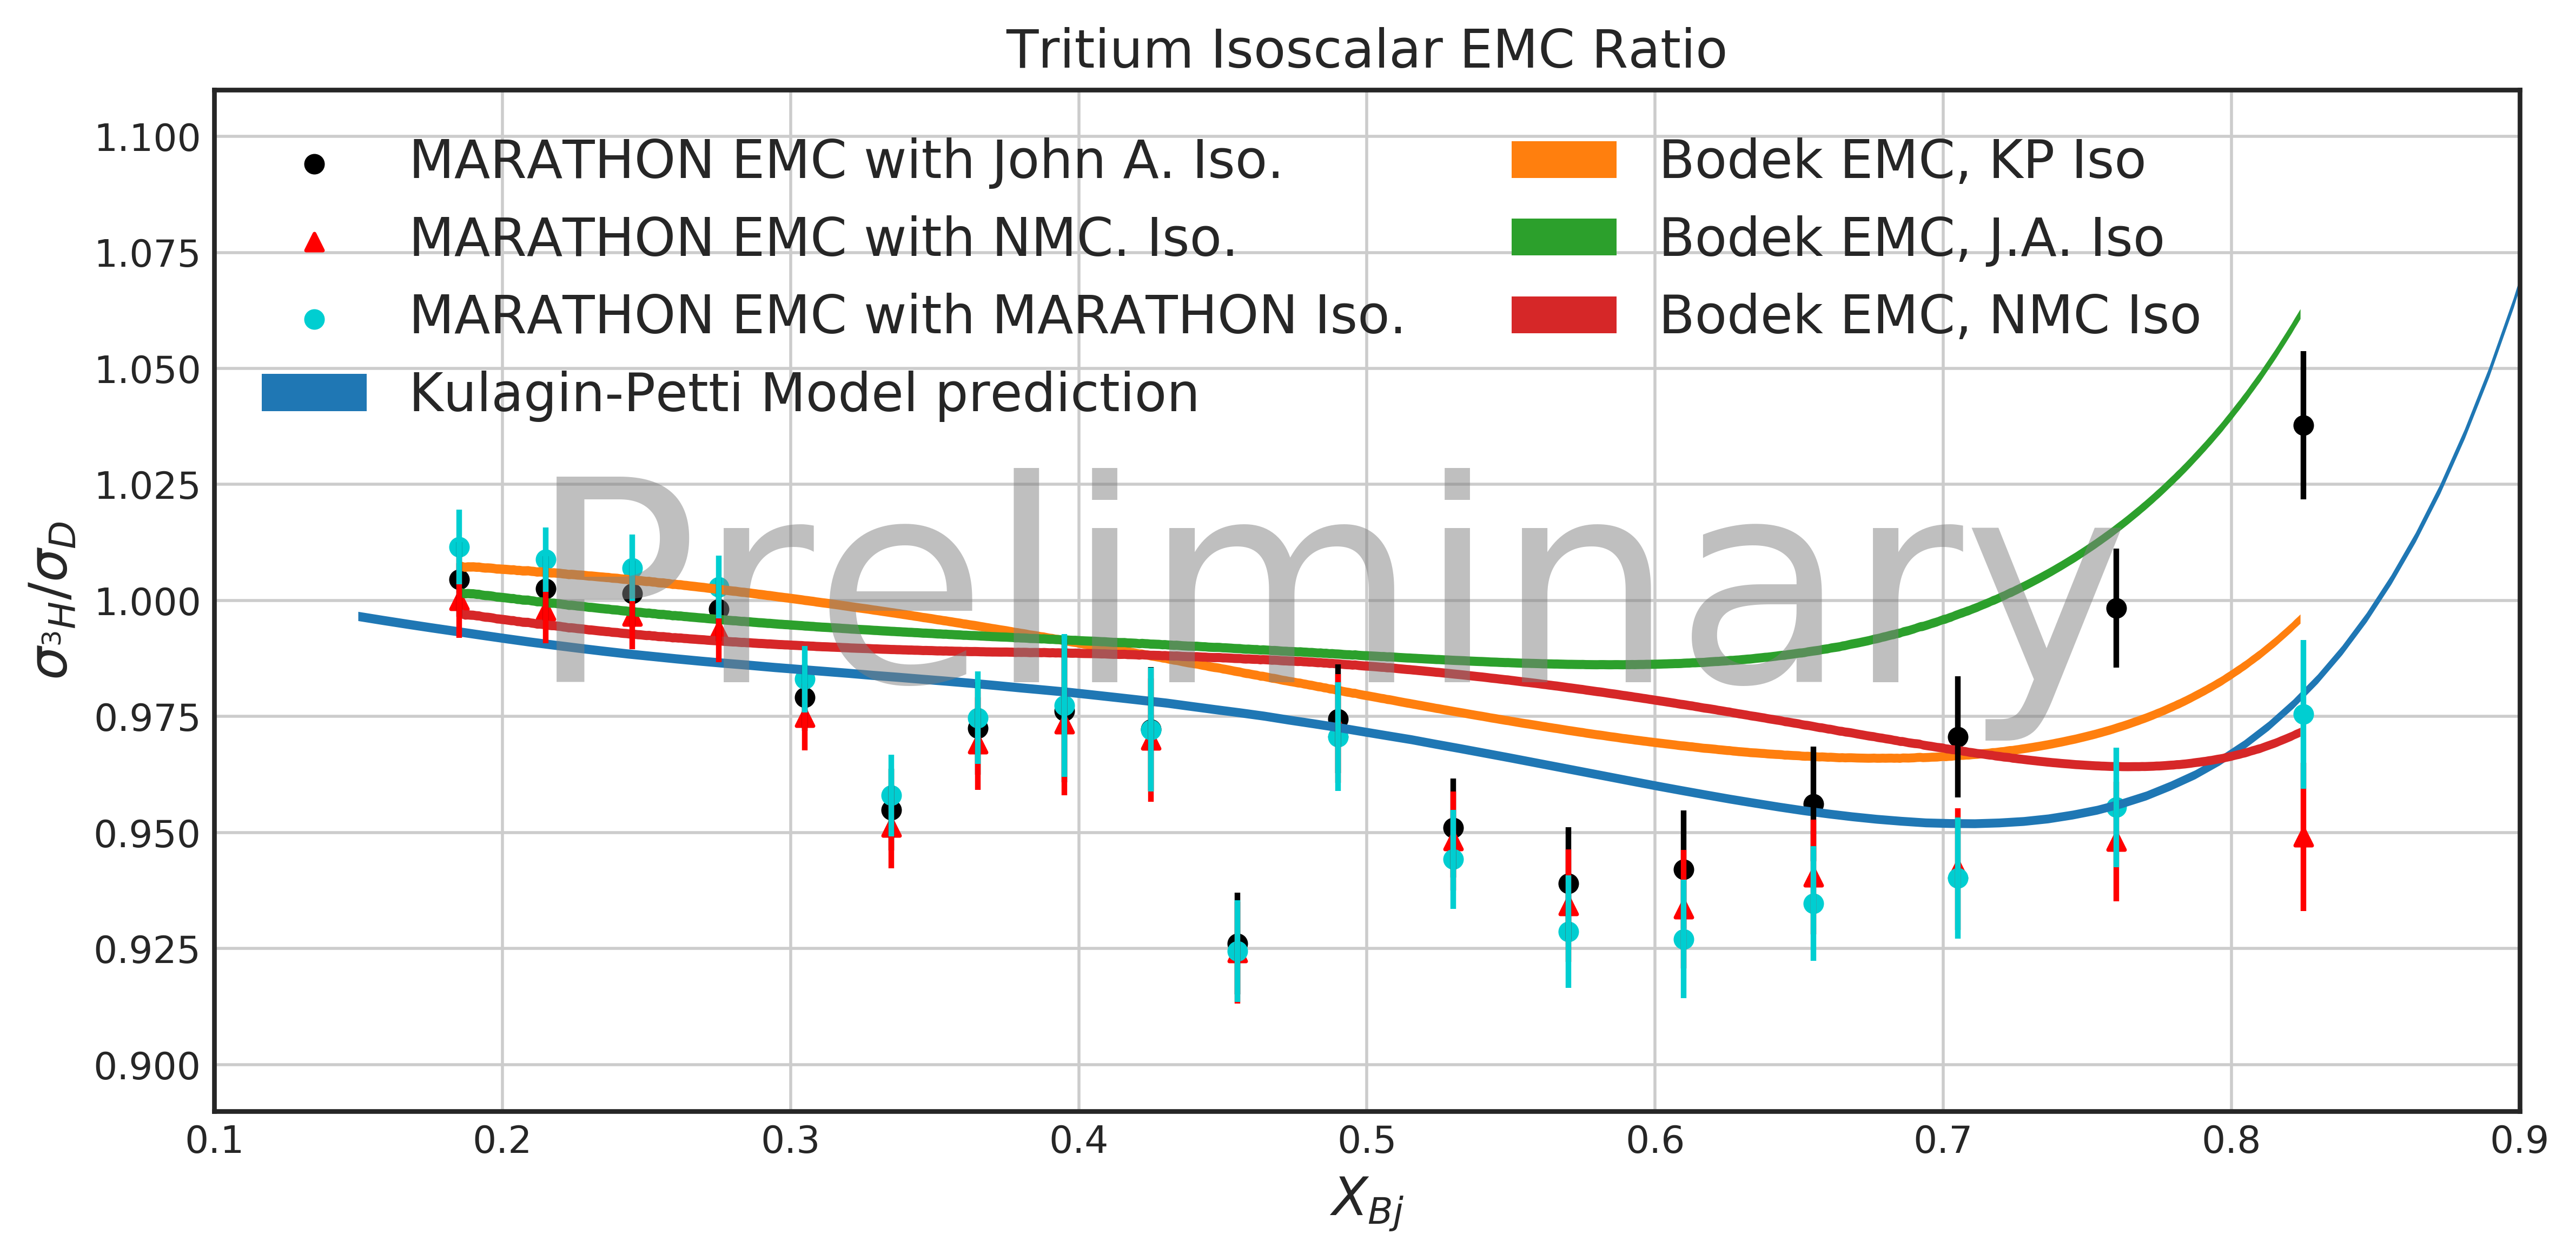 Tritium Isoscalar EMC Ratio
MARATHON EMC with John A. Iso.
MARATHON EMC with NMC. Iso.
MARATHON EMC with MARATHON Iso.
Kulagin-Petti Model prediction
Bodek EMC, KP Iso
Bodek EMC, J.A. Iso
Bodek EMC, NMC Iso
Preliminary
1.100
1.075
1.050
1.025
1.000
0.975
0.950
0.925
0.900
σ³H/σD
0.1 0.2 0.3 0.4 0.5 0.6 0.7 0.8 0.9
XBj